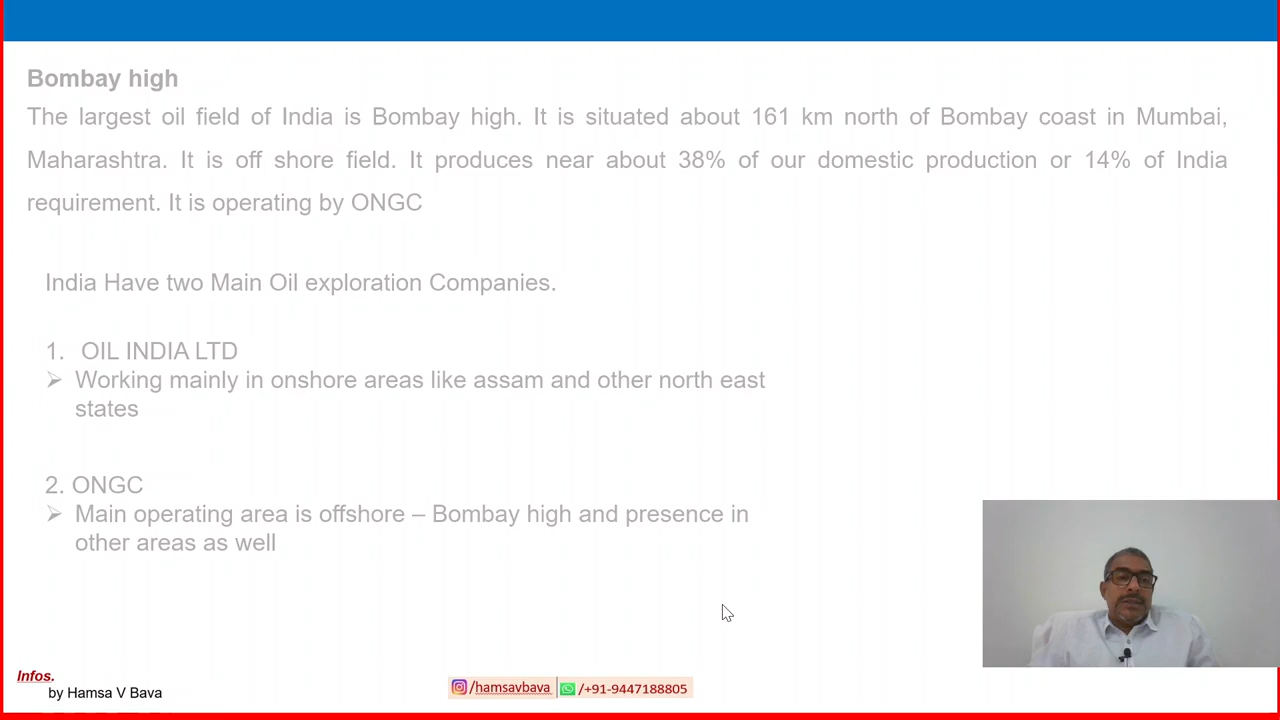 Bombay high
The largest oil field of India is Bombay high. It is situated about 161 km north of Bombay coast in Mumbai,
Maharashtra. It is off shore field. It produces near about 38% of our domestic production or 14% of India
requirement. It is operating by ONGC
India Have two Main Oil exploration Companies.
1. OIL INDIA LTD
➢ Working mainly in onshore areas like assam and other north east
states
2. ONGC
➢ Main operating area is offshore – Bombay high and presence in
other areas as well
Infos.
by Hamsa V Bava
/hamsavbava /+91-9447188805